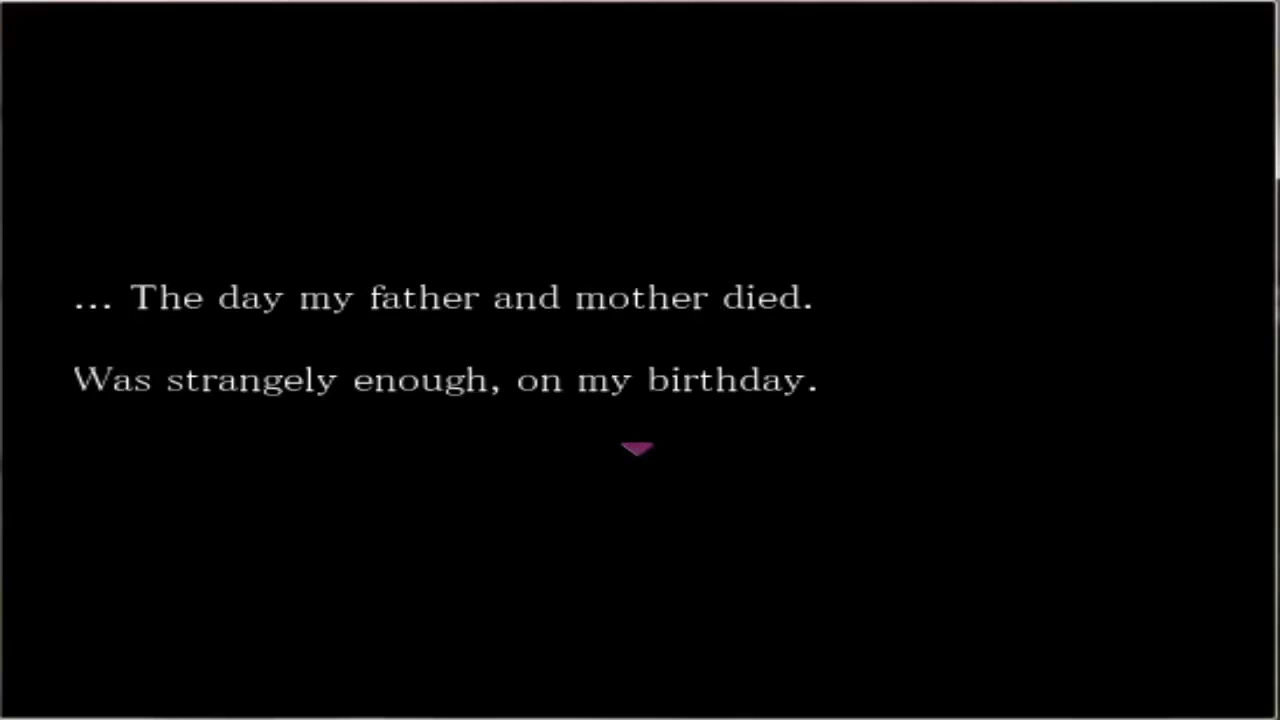 ... The day my father and mother died.
Was strangely enough, on my birthday.